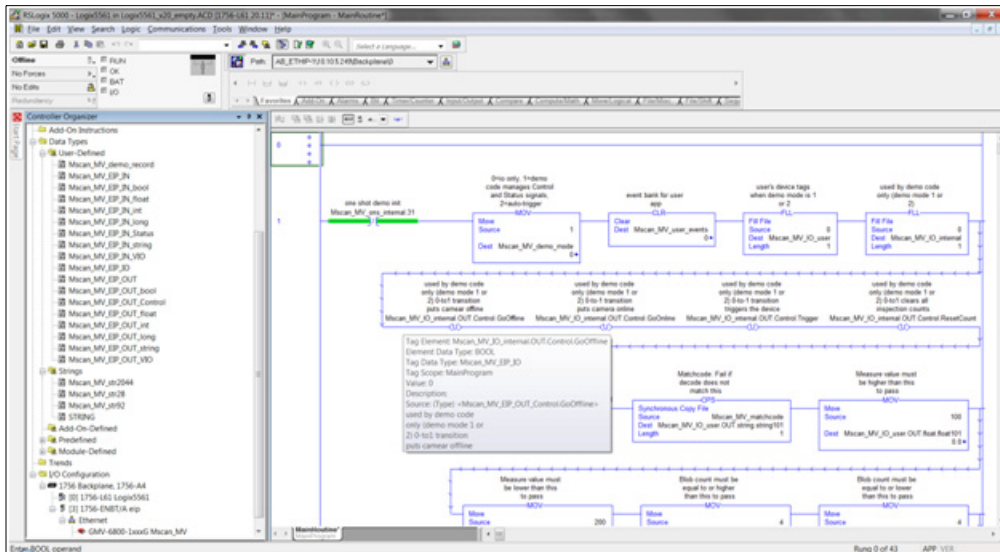 RSLogix 5000 - Logix5561 in Logix5561_v20_empty.ACD [1756-L61 20.11]* - [MainProgram - MainRoutine*]
File Edit View Search Logic Communications Tools Window Help
Select a Language...
Offline
RUN
No Forces
OK
No Edits
BAT
Redundancy
I/O
Path: AB_ETHIP-1\10.10.5.249\Backplane\0
Favorites Add-On Alarms Bit Timer/Counter Input/Output Compare Compute/Math Move/Logical File/Misc. File/Shift
Start Page
Controller Organizer
Add-On Instructions
Data Types
User-Defined
Mscan_MV_demo_record
Mscan_MV_EIP_IN
Mscan_MV_EIP_IN_bool
Mscan_MV_EIP_IN_float
Mscan_MV_EIP_IN_int
Mscan_MV_EIP_IN_long
Mscan_MV_EIP_IN_Status
Mscan_MV_EIP_IN_string
Mscan_MV_EIP_IN_VIO
Mscan_MV_EIP_IO
Mscan_MV_EIP_OUT
Mscan_MV_EIP_OUT_bool
Mscan_MV_EIP_OUT_Control
Mscan_MV_EIP_OUT_float
Mscan_MV_EIP_OUT_int
Mscan_MV_EIP_OUT_long
Mscan_MV_EIP_OUT_string
Mscan_MV_EIP_OUT_VIO
Strings
Mscan_MV_str2044
Mscan_MV_str28
Mscan_MV_str92
STRING
Add-On-Defined
Predefined
Module-Defined
Trends
I/O Configuration
1756 Backplane, 1756-A4
[0] 1756-L61 Logix5561
[3] 1756-ENBT/A eip
Ethernet
GMV-6800-1xxxG Mscan_MV
0
1
one shot demo init
Mscan_MV_sns_internal.31
0=io only, 1=demo
code manages Control
and Status signals,
2=auto-trigger
MOV
Move
Source 1
Dest Mscan_MV_demo_mode
0
event bank for user
app
CLR
Clear
Dest Mscan_MV_user_events
0
user's device tags
when demo mode is 1
or 2
FLL
Fill File
Source 0
Dest Mscan_MV_IO_user
Length 1
used by demo code
only (demo mode 1 or
2)
FLL
Fill File
Source 0
Dest Mscan_MV_IO_internal
Length 1
used by demo code
only (demo mode 1 or
2) 0-to1 transition
puts camear offline
Mscan_MV_IO_internal.OUT.Control.GoOffline
used by demo code
only (demo mode 1 or
2) 0-to-1 transition
puts camera online
Mscan_MV_IO_internal.OUT.Control.GoOnline
used by demo code
only (demo mode 1 or
2) 0-to-1 transition
triggers the device
Mscan_MV_IO_internal.OUT.Control.Trigger
used by demo code
only (demo mode 1 or
2) 0-to-1 clears all
inspection counts
Mscan_MV_IO_internal.OUT.Control.ResetCount
Tag Element: Mscan_MV_IO_internal.OUT.Control.GoOffline
Element Data Type: BOOL
Tag Data Type: Mscan_MV_EIP_IO
Tag Scope: MainProgram
Value: 0
Description:
Source: (Type) <Mscan_MV_EIP_OUT_Control.GoOffline>
used by demo code
only (demo mode 1 or
2) 0-to1 transition
puts camear offline
Matchcode: Fail if
decode does not
match this
CPS
Synchronous Copy File
Source Mscan_MV_matchcode
Dest Mscan_MV_IO_user.OUT.string.string101
Length 1
Measure value must
be higher than this
to pass
MOV
Move
Source 100
Dest Mscan_MV_IO_user.OUT.float.float101
0.0
Measure value must
be lower than this
to pass
MOV
Move
Source 200
Blob count must be
equal to or higher
than this to pass
MOV
Move
Source 4
Blob count must be
equal to or lower
than this to pass
MOV
Move
Source 4
MainRoutine*
MainProgram
Enter BOOL operand
Rung 0 of 43
APP VER